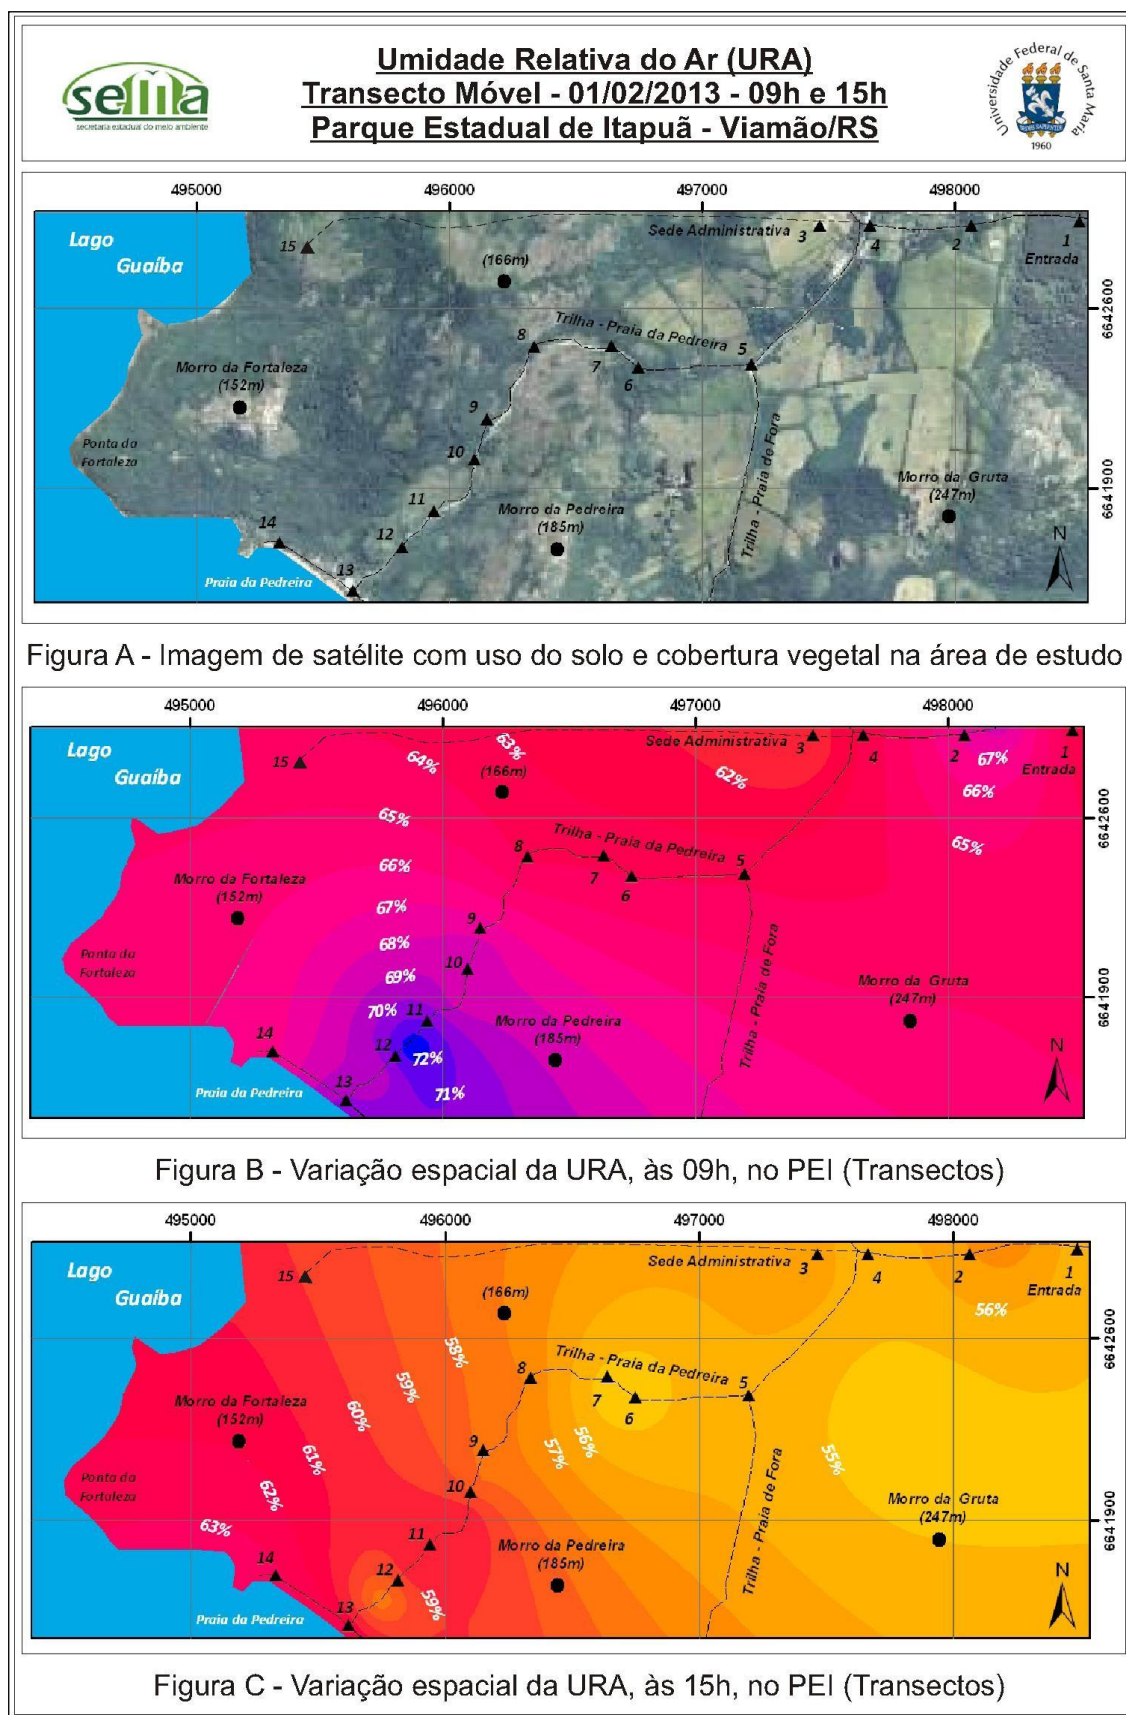 Umidade Relativa do Ar (URA)
Transecto Móvel - 01/02/2013 - 09h e 15h
Parque Estadual de Itapuã - Viamão/RS
sema
secretaria estadual do meio ambiente
Universidade Federal de Santa Maria
SEDES SAPIENTIAE
1960
495000 496000 497000 498000
Lago
Guaíba
15
(166m)
Sede Administrativa
3
4
2
1
Entrada
6642600
Trilha - Praia da Pedreira
8
7
6
5
Morro da Fortaleza
(152m)
9
Ponta da
Fortaleza
10
Trilha - Praia de Fora
Morro da Gruta
(247m)
6641900
11
Morro da Pedreira
(185m)
12
14
13
Praia da Pedreira
N
Figura A - Imagem de satélite com uso do solo e cobertura vegetal na área de estudo
495000 496000 497000 498000
Lago
Guaíba
15
64%
63%
(166m)
Sede Administrativa
3
4
2
1
Entrada
62%
67%
66%
65%
6642600
65%
Trilha - Praia da Pedreira
8
7
6
5
66%
Morro da Fortaleza
(152m)
67%
9
68%
Ponta da
Fortaleza
10
69%
Trilha - Praia de Fora
Morro da Gruta
(247m)
6641900
70%
11
Morro da Pedreira
(185m)
12
72%
14
13
71%
Praia da Pedreira
N
Figura B - Variação espacial da URA, às 09h, no PEI (Transectos)
495000 496000 497000 498000
Lago
Guaíba
15
(166m)
Sede Administrativa
3
4
2
1
Entrada
56%
6642600
58%
Trilha - Praia da Pedreira
8
7
6
5
59%
Morro da Fortaleza
(152m)
60%
9
56%
57%
55%
61%
Ponta da
Fortaleza
62%
10
63%
Trilha - Praia de Fora
Morro da Gruta
(247m)
6641900
11
Morro da Pedreira
(185m)
12
14
59%
13
Praia da Pedreira
N
Figura C - Variação espacial da URA, às 15h, no PEI (Transectos)